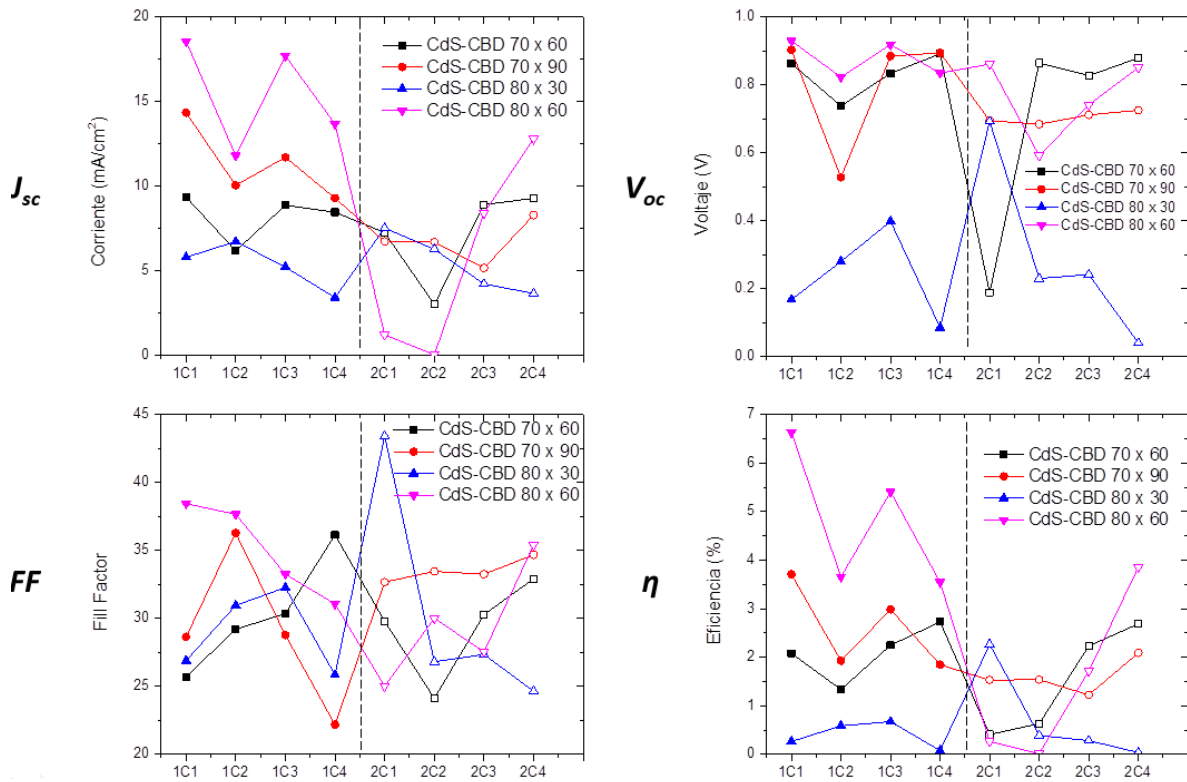 J_sc
Corriente (mA/cm²)
20
15
10
5
0
CdS-CBD 70 x 60
CdS-CBD 70 x 90
CdS-CBD 80 x 30
CdS-CBD 80 x 60
1C1 1C2 1C3 1C4 2C1 2C2 2C3 2C4
V_oc
Voltaje (V)
1.0
0.8
0.6
0.4
0.2
0.0
CdS-CBD 70 x 60
CdS-CBD 70 x 90
CdS-CBD 80 x 30
CdS-CBD 80 x 60
1C1 1C2 1C3 1C4 2C1 2C2 2C3 2C4
FF
Fill Factor
45
40
35
30
25
20
CdS-CBD 70 x 60
CdS-CBD 70 x 90
CdS-CBD 80 x 30
CdS-CBD 80 x 60
1C1 1C2 1C3 1C4 2C1 2C2 2C3 2C4
η
Eficiencia (%)
7
6
5
4
3
2
1
0
CdS-CBD 70 x 60
CdS-CBD 70 x 90
CdS-CBD 80 x 30
CdS-CBD 80 x 60
1C1 1C2 1C3 1C4 2C1 2C2 2C3 2C4